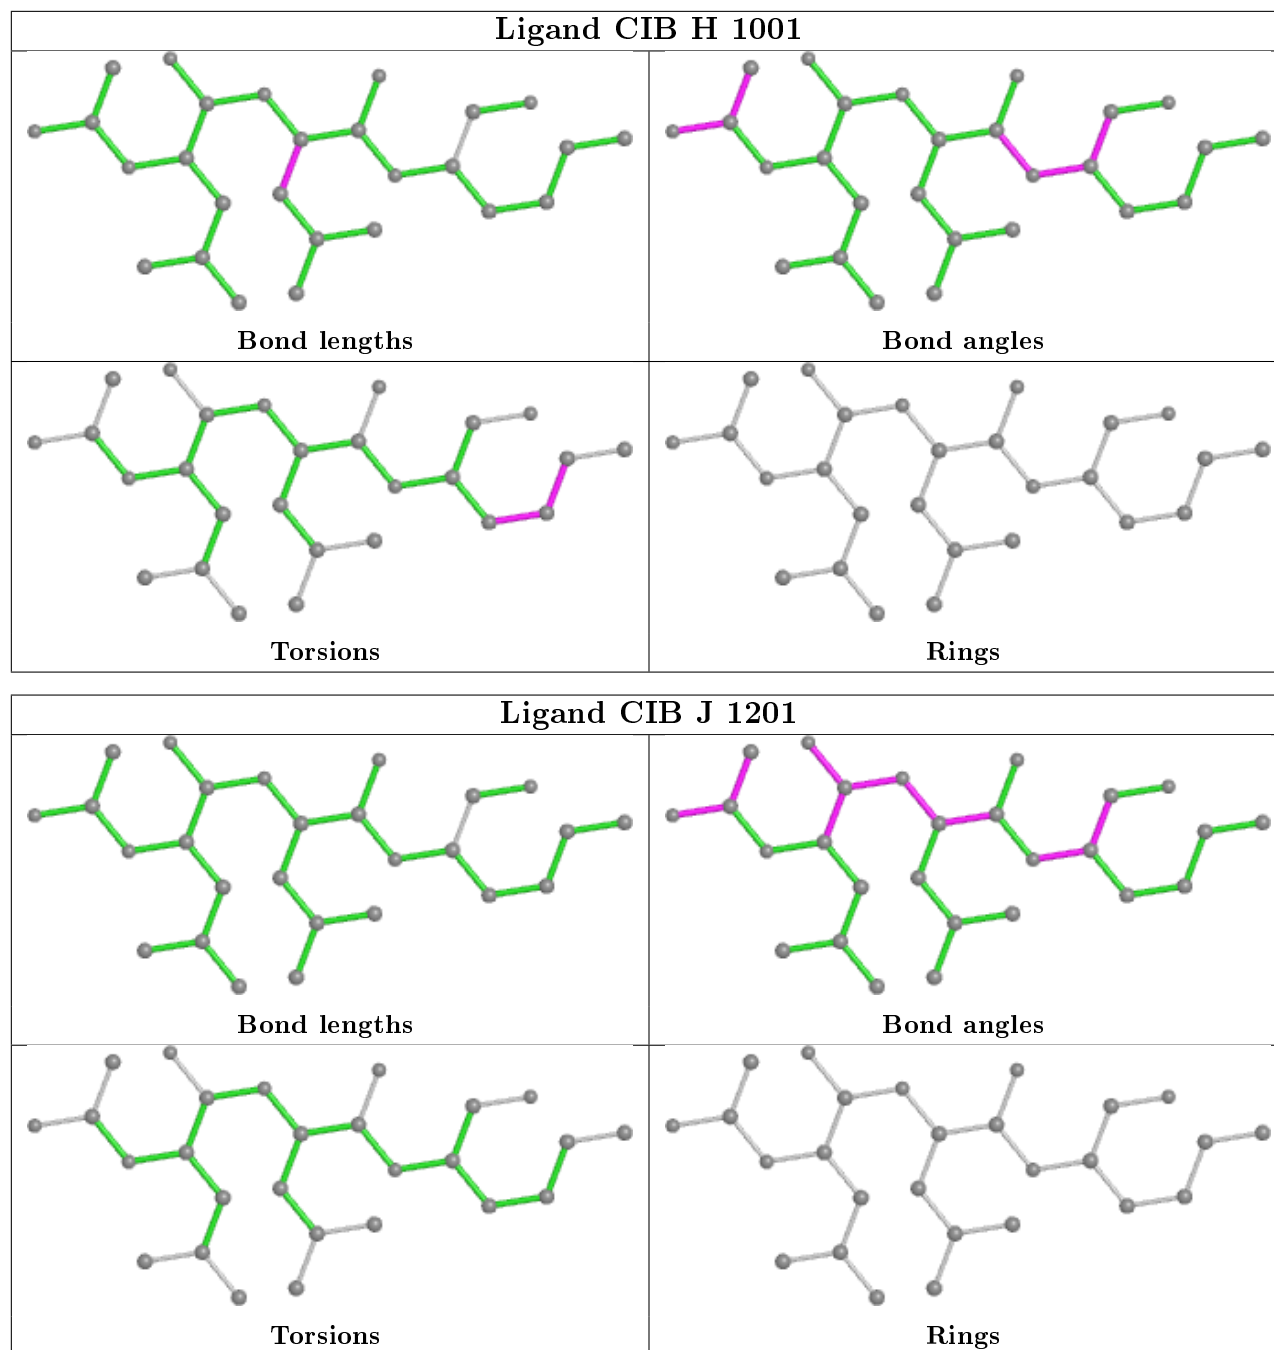 Ligand CIB H 1001
Bond lengths
Bond angles
Torsions
Rings
Ligand CIB J 1201
Bond lengths
Bond angles
Torsions
Rings